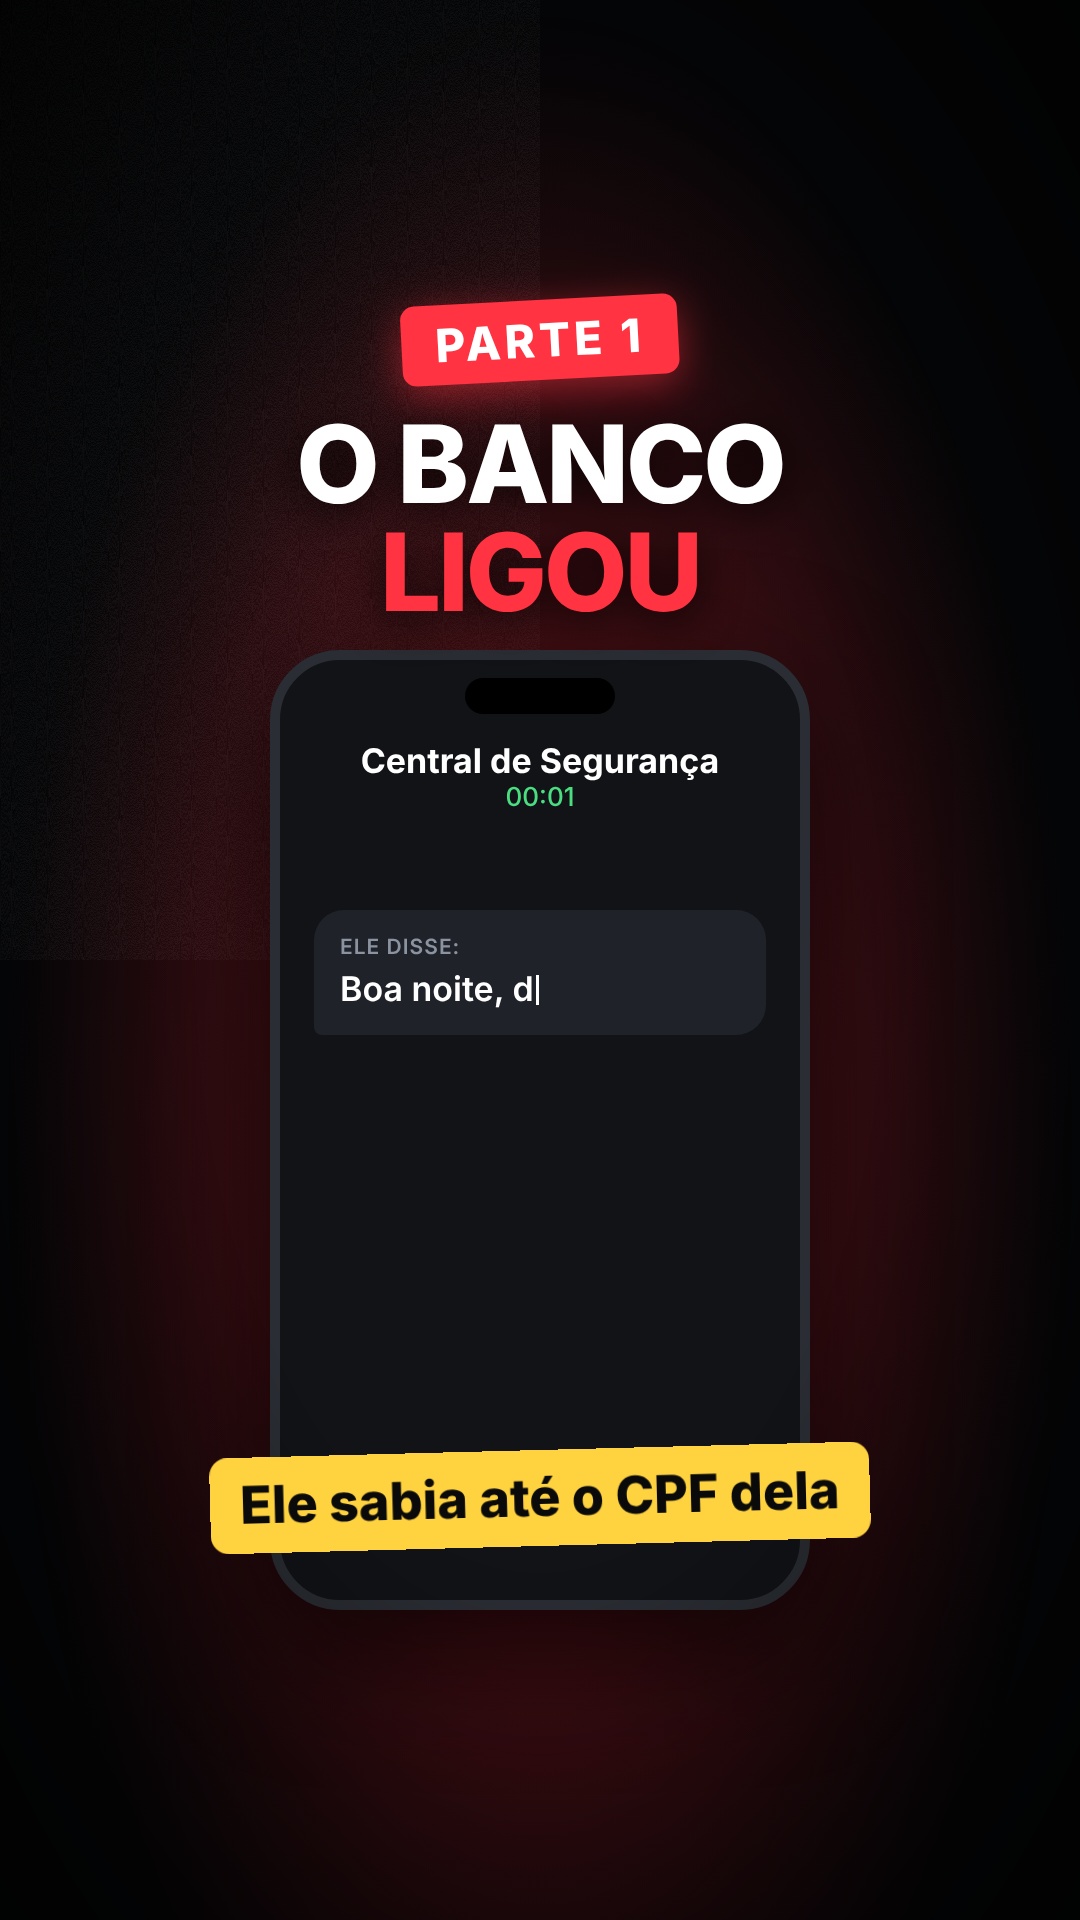 PARTE 1
O BANCO
LIGOU
Central de Segurança
00:01
ELE DISSE:
Boa noite, d
Ele sabia até o CPF dela